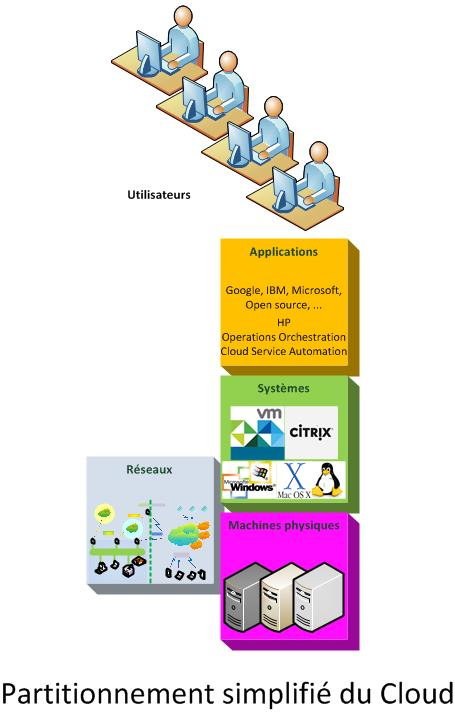 Utilisateurs
Applications
Google, IBM, Microsoft,
Open source, ...
HP
Operations Orchestration
Cloud Service Automation
Systèmes
vm
CITRIX
Microsoft
Windows
X
Mac OS X
Réseaux
Machines physiques
Partitionnement simplifié du Cloud